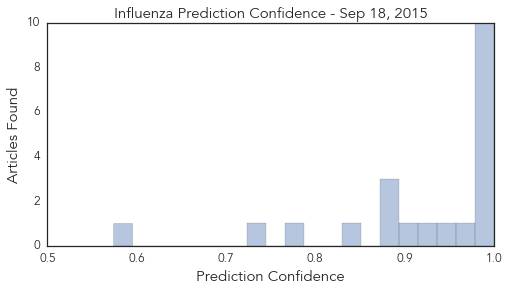 Influenza Prediction Confidence - Sep 18, 2015
Articles Found
10
8
6
4
2
0
0.5 0.6 0.7 0.8 0.9 1.0
Prediction Confidence